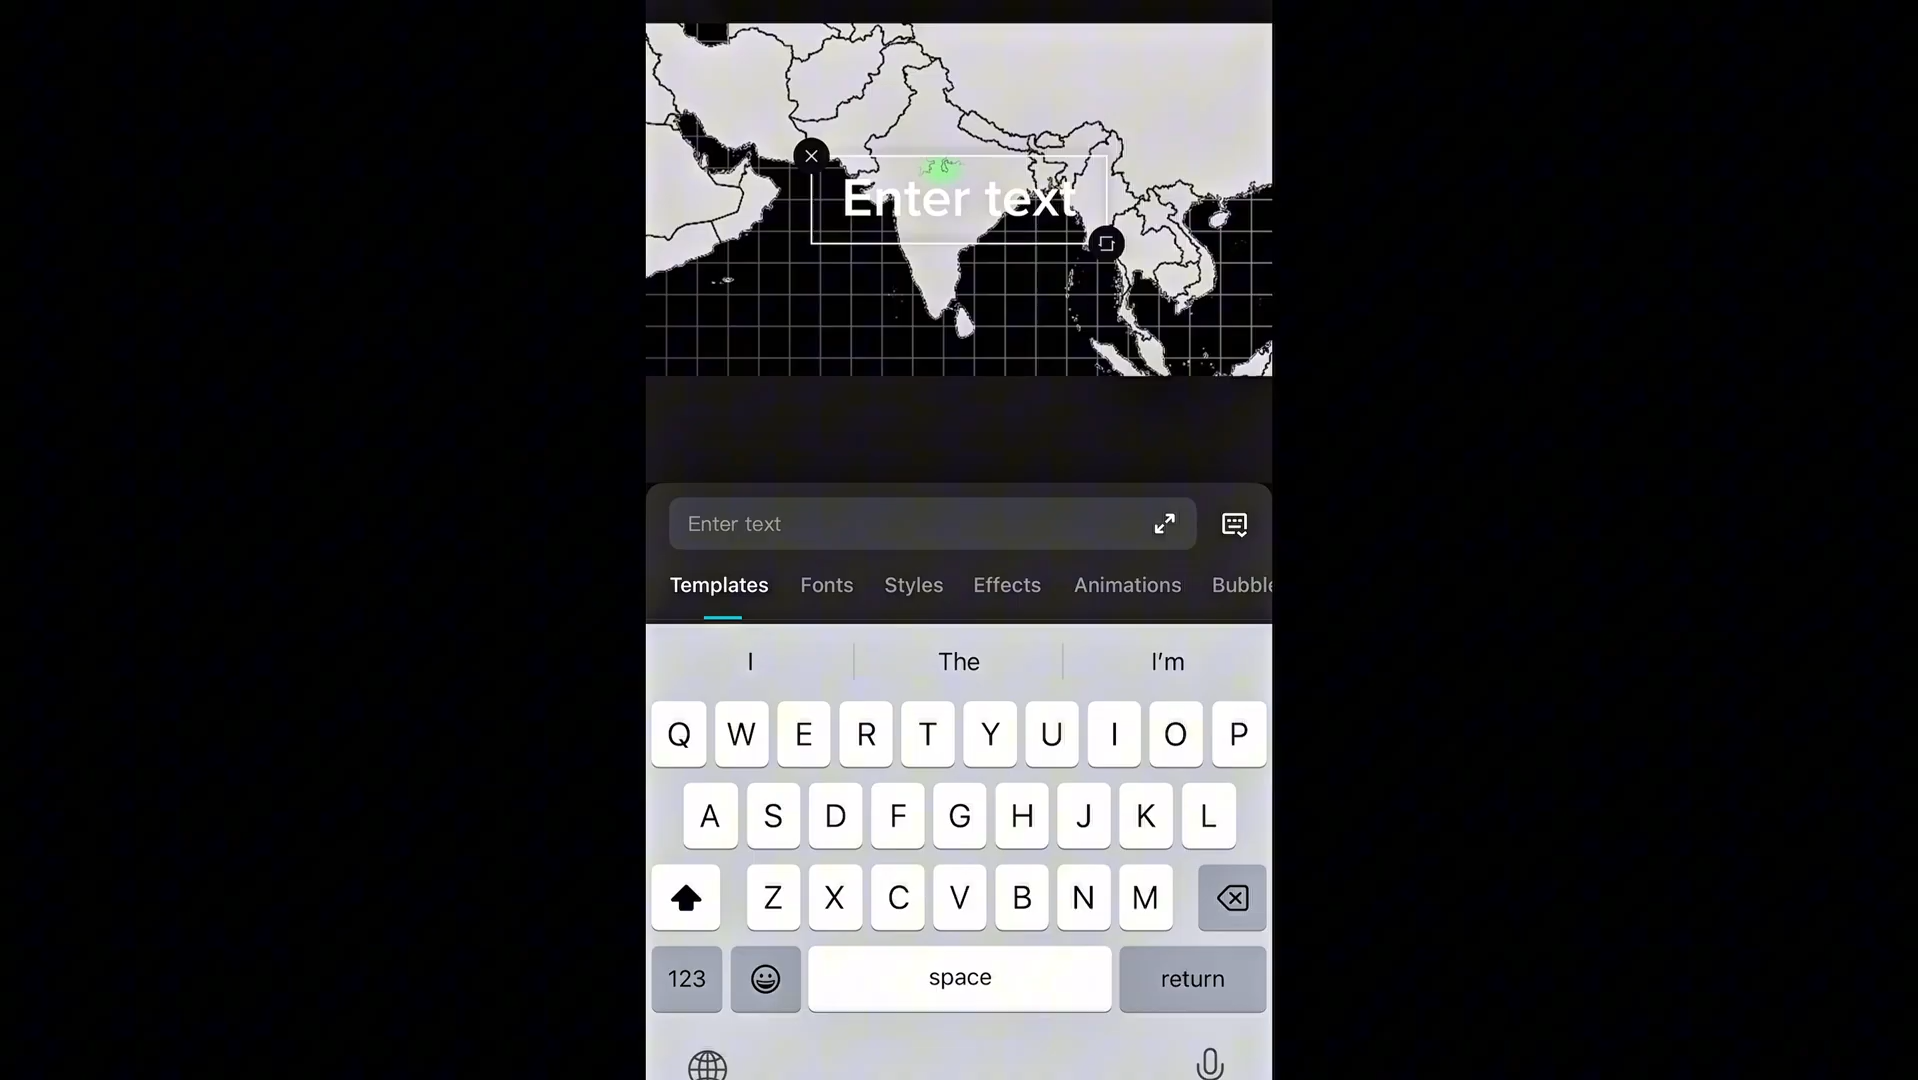 Enter text
Enter text
Templates Fonts Styles Effects Animations Bubble
I The I'm
Q W E R T Y U I O P
A S D F G H J K L
Z X C V B N M
123 space return